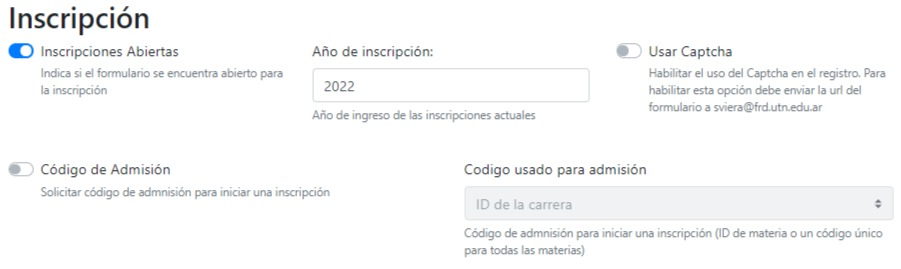 Inscripción
Inscripciones Abiertas
Indica si el formulario se encuentra abierto para
la inscripción
Año de inscripción:
2022
Año de ingreso de las inscripciones actuales
Usar Captcha
Habilitar el uso del Captcha en el registro. Para
habilitar esta opción debe enviar la url del
formulario a sviera@frd.utn.edu.ar
Código de Admisión
Solicitar código de admnisión para iniciar una inscripción
Codigo usado para admisión
ID de la carrera
Código de admnisión para iniciar una inscripción (ID de materia o un código único
para todas las materias)